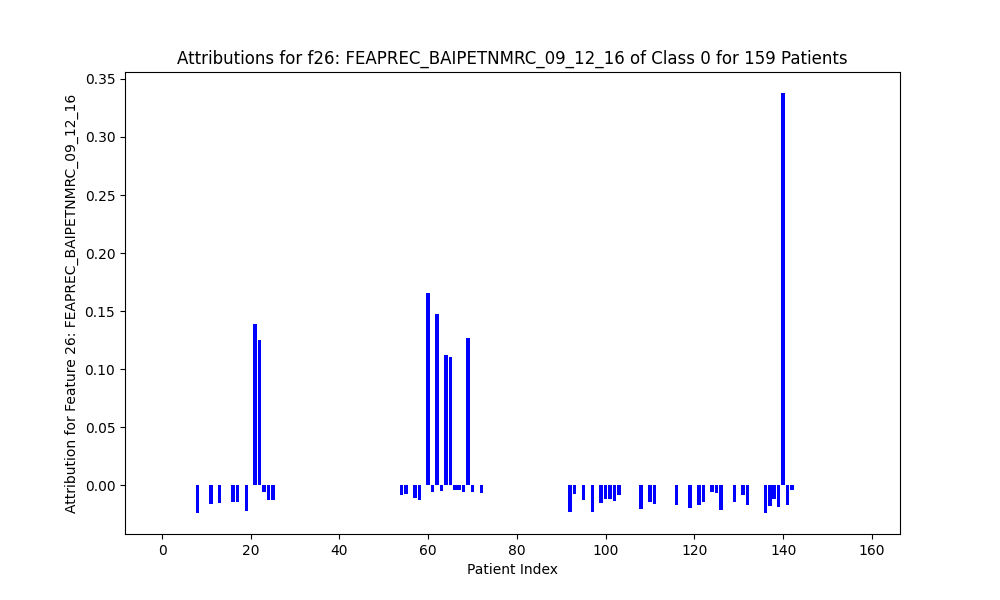 Attributions for f26: FEAPREC_BAIPETNMRC_09_12_16 of Class 0 for 159 Patients
Attribution for Feature 26: FEAPREC_BAIPETNMRC_09_12_16
0.35
0.30
0.25
0.20
0.15
0.10
0.05
0.00
0 20 40 60 80 100 120 140 160
Patient Index